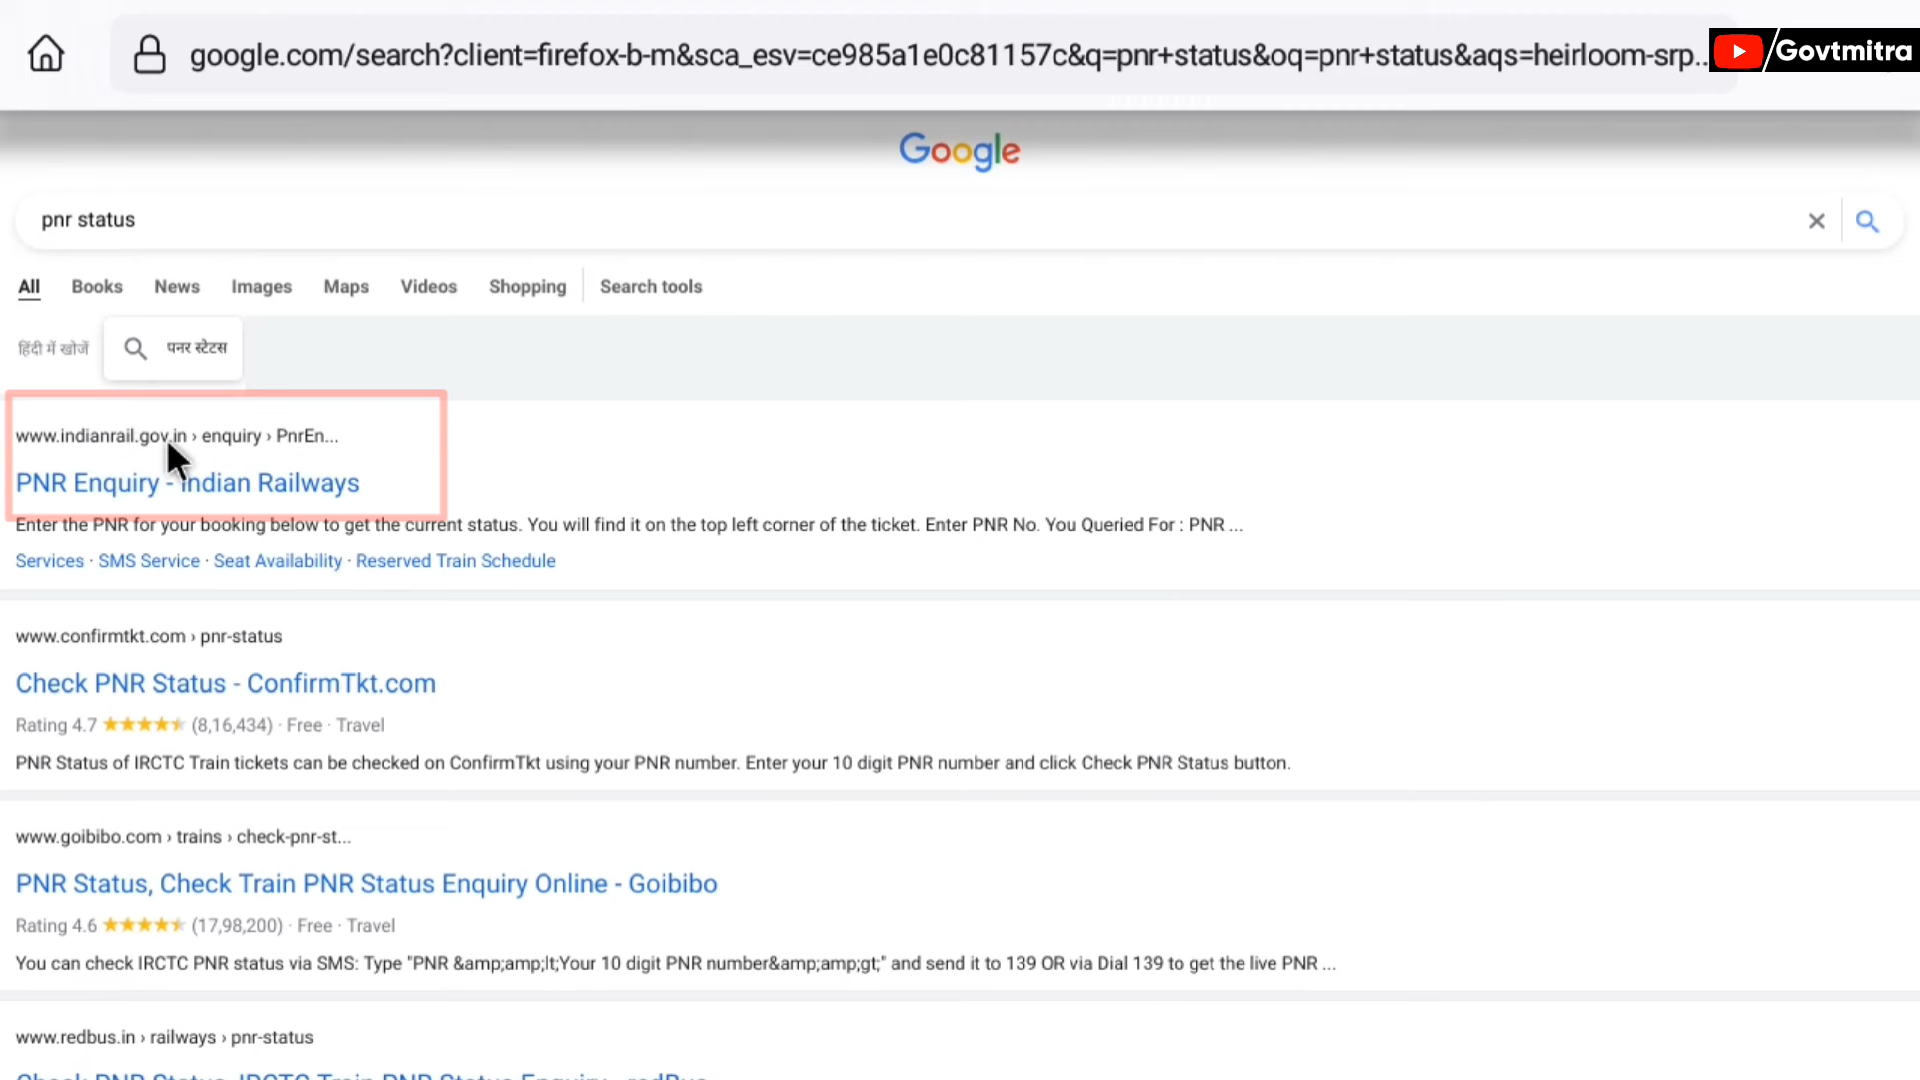 google.com/search?client=firefox-b-m&sca_esv=ce985a1e0c81157c&q=pnr+status&oq=pnr+status&aqs=heirloom-srp..
/Govtmitra
Google
pnr status
All Books News Images Maps Videos Shopping Search tools
हिंदी में खोजें पनर स्टेटस
www.indianrail.gov.in › enquiry › PnrEn...
PNR Enquiry - Indian Railways
Enter the PNR for your booking below to get the current status. You will find it on the top left corner of the ticket. Enter PNR No. You Queried For : PNR ...
Services · SMS Service · Seat Availability · Reserved Train Schedule
www.confirmtkt.com › pnr-status
Check PNR Status - ConfirmTkt.com
Rating 4.7 (8,16,434) · Free · Travel
PNR Status of IRCTC Train tickets can be checked on ConfirmTkt using your PNR number. Enter your 10 digit PNR number and click Check PNR Status button.
www.goibibo.com › trains › check-pnr-st...
PNR Status, Check Train PNR Status Enquiry Online - Goibibo
Rating 4.6 (17,98,200) · Free · Travel
You can check IRCTC PNR status via SMS: Type "PNR &amp;amp;lt;Your 10 digit PNR number&amp;amp;gt;" and send it to 139 OR via Dial 139 to get the live PNR ...
www.redbus.in › railways › pnr-status
Check PNR Status, IRCTC Train PNR Status Enquiry - redBus